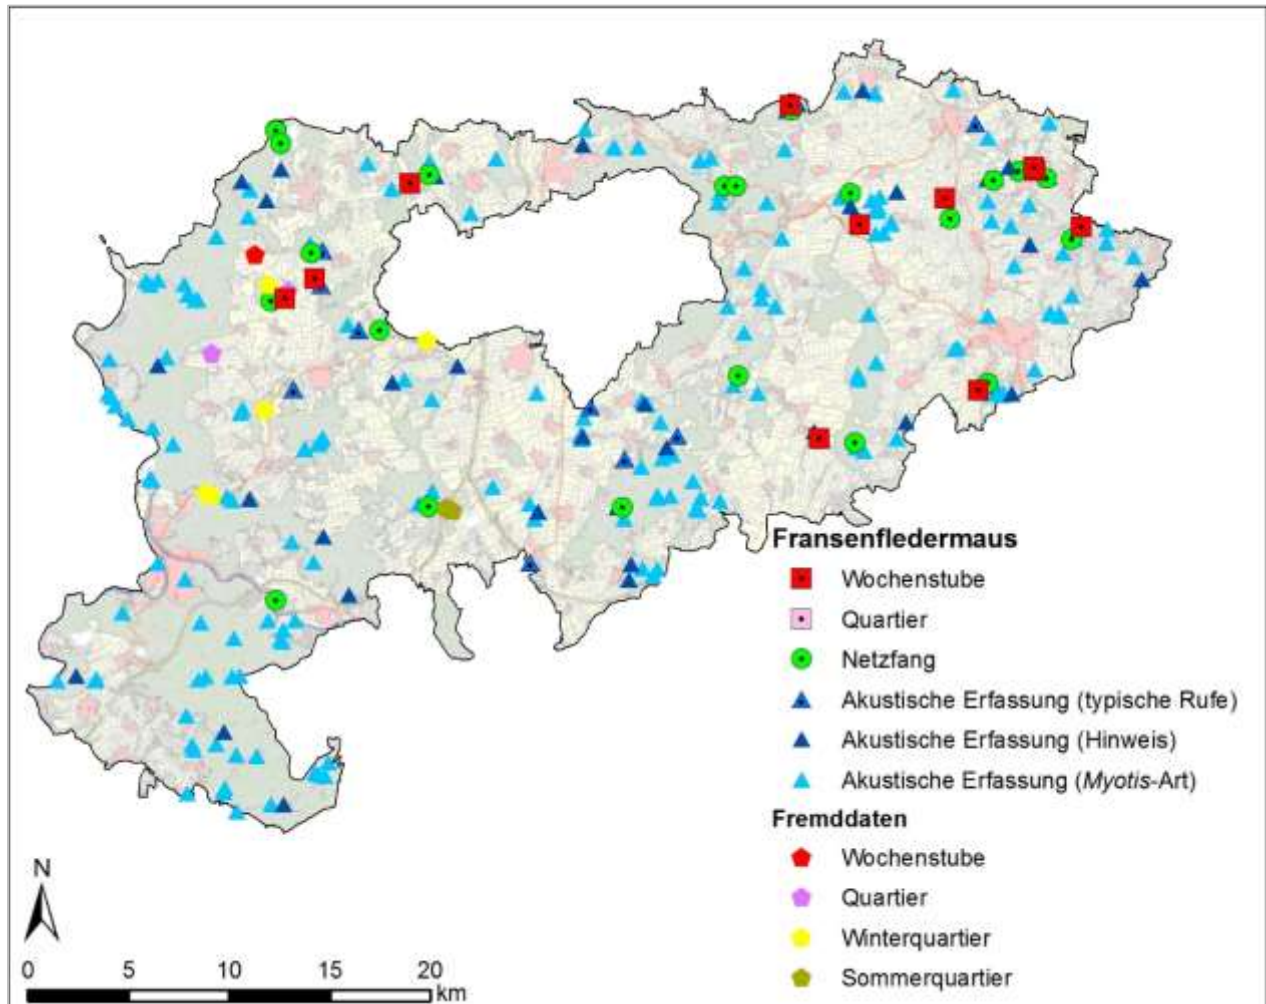 Fransenfledermaus
Wochenstube
Quartier
Netzfang
Akustische Erfassung (typische Rufe)
Akustische Erfassung (Hinweis)
Akustische Erfassung (Myotis-Art)
Fremddaten
Wochenstube
Quartier
Winterquartier
Sommerquartier
N
0 5 10 15 20
km